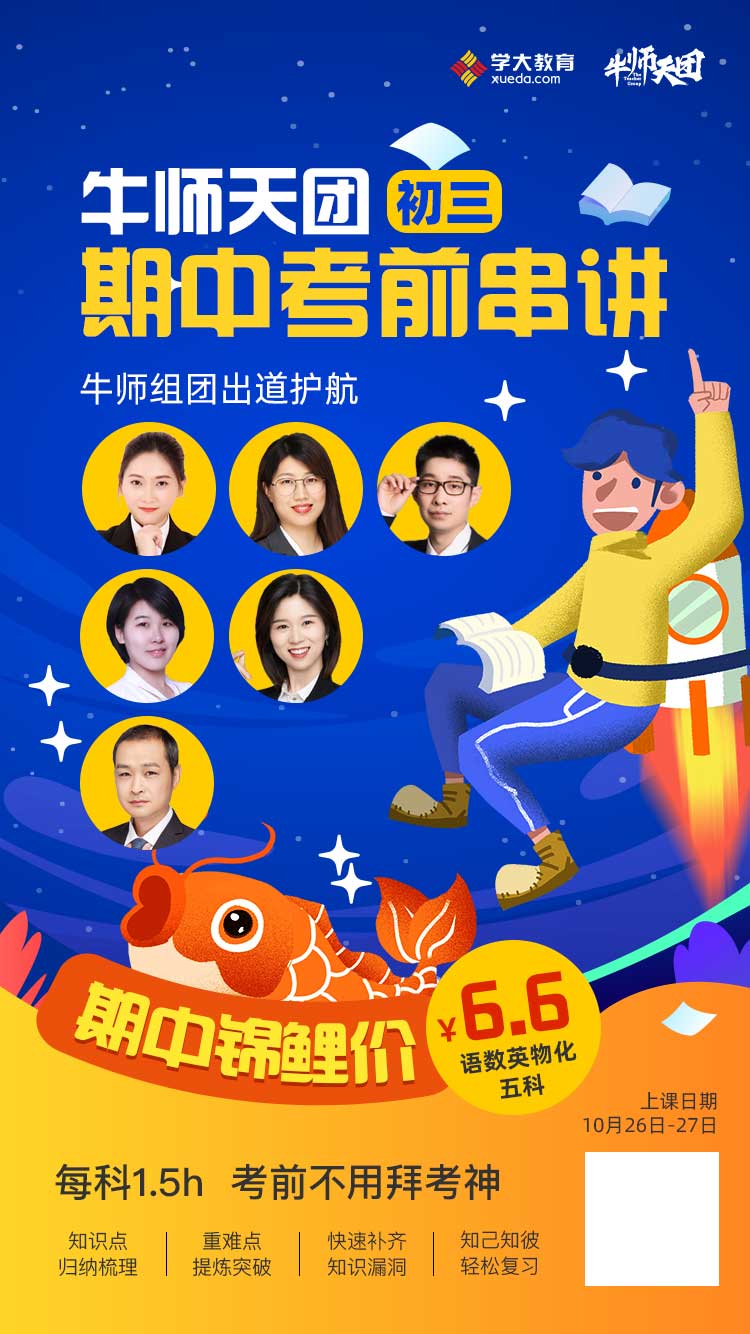 学大教育
xueda.com
牛师天团
The
Teacher
Group
牛师天团 初三
期中考前串讲
牛师组团出道护航
期中锦鲤价
¥6.6
语数英物化
五科
上课日期
10月26日-27日
每科1.5h 考前不用拜考神
知识点
归纳梳理
重难点
提炼突破
快速补齐
知识漏洞
知己知彼
轻松复习